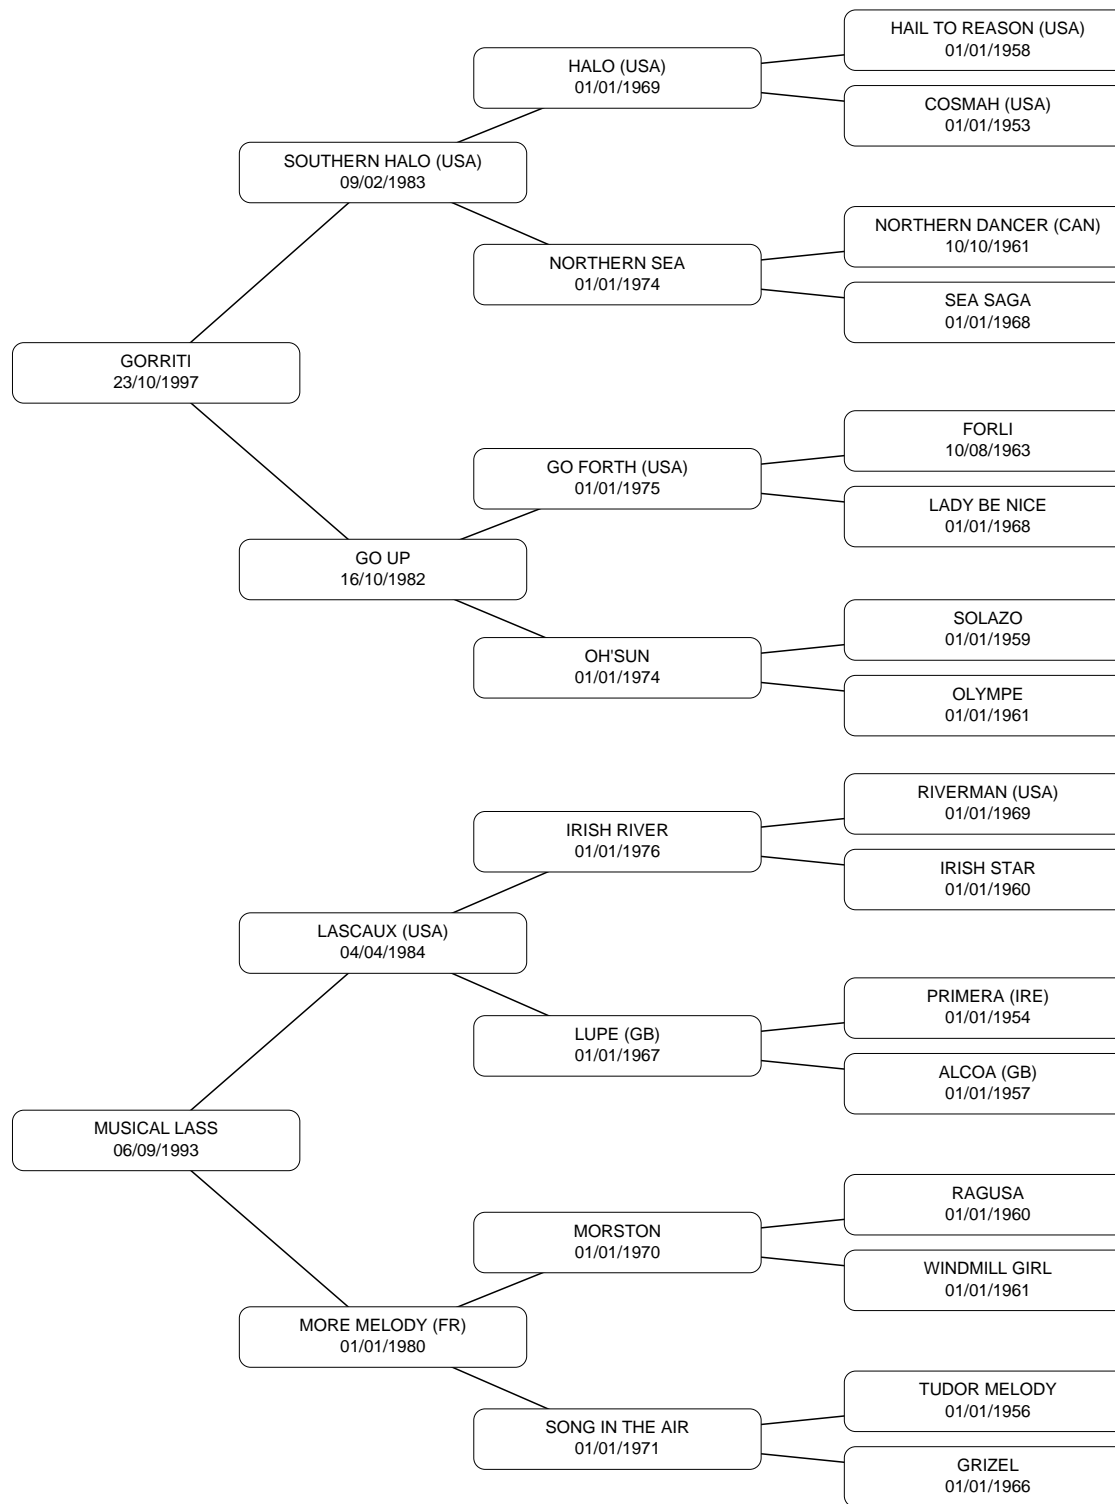 HAIL TO REASON (USA)
01/01/1958
HALO (USA)
01/01/1969
COSMAH (USA)
01/01/1953
SOUTHERN HALO (USA)
09/02/1983
NORTHERN DANCER (CAN)
10/10/1961
NORTHERN SEA
01/01/1974
SEA SAGA
01/01/1968
GORRITI
23/10/1997
FORLI
10/08/1963
GO FORTH (USA)
01/01/1975
LADY BE NICE
01/01/1968
GO UP
16/10/1982
SOLAZO
01/01/1959
OH'SUN
01/01/1974
OLYMPE
01/01/1961
RIVERMAN (USA)
01/01/1969
IRISH RIVER
01/01/1976
IRISH STAR
01/01/1960
LASCAUX (USA)
04/04/1984
PRIMERA (IRE)
01/01/1954
LUPE (GB)
01/01/1967
ALCOA (GB)
01/01/1957
MUSICAL LASS
06/09/1993
RAGUSA
01/01/1960
MORSTON
01/01/1970
WINDMILL GIRL
01/01/1961
MORE MELODY (FR)
01/01/1980
TUDOR MELODY
01/01/1956
SONG IN THE AIR
01/01/1971
GRIZEL
01/01/1966